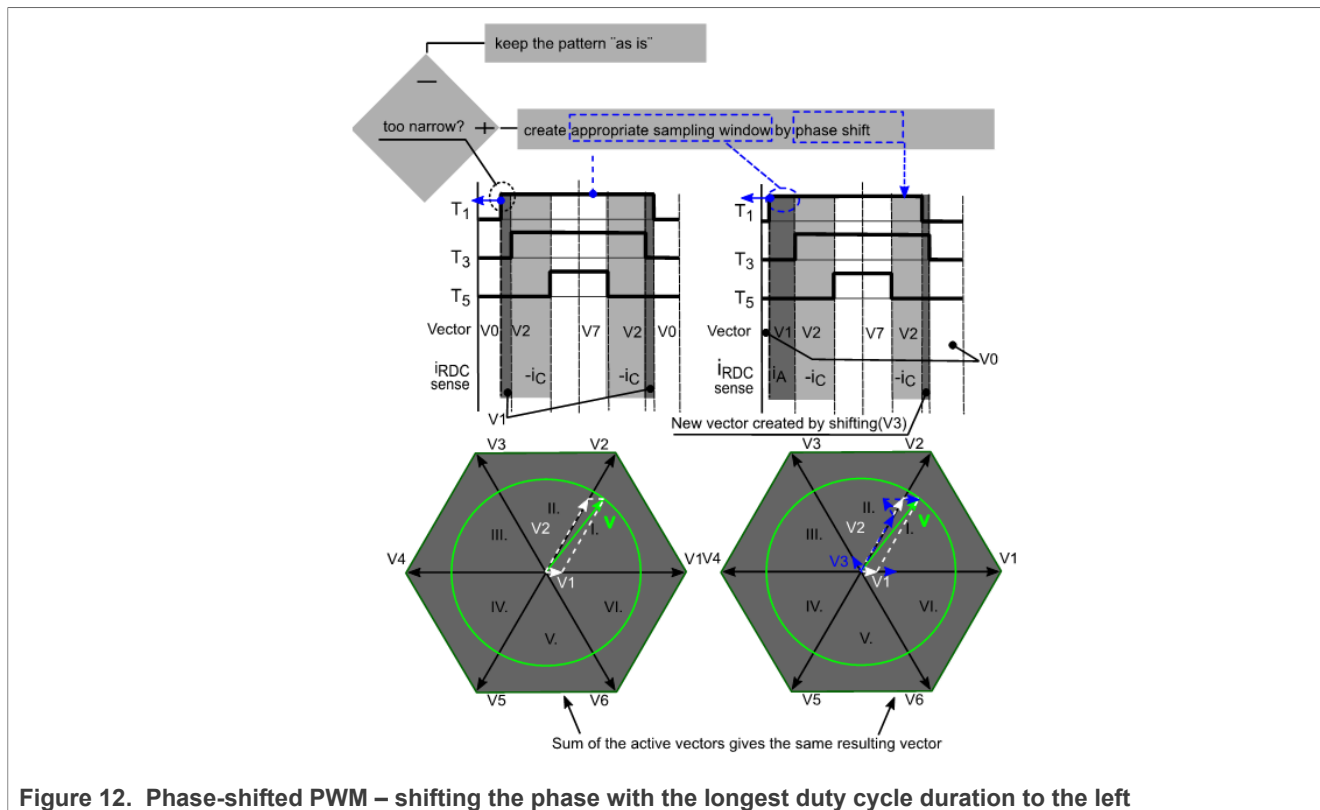 keep the pattern ¨as is¨
too narrow?
create appropriate sampling window by phase shift
T1
T3
T5
Vector V0 V2 V7 V2 V0
iRDC sense -iC -iC
V1
T1
T3
T5
Vector V1 V2 V7 V2
V0
iRDC sense iA -iC -iC
New vector created by shifting(V3)
V3 V2
II.
V2 I.
V
III.
V4 V1
V1
IV. VI.
V.
V5 V6
V3 V2
II.
V2 I.
V
III.
V3
V4 V1 V1
IV. VI.
V.
V5 V6
Sum of the active vectors gives the same resulting vector
Figure 12. Phase-shifted PWM – shifting the phase with the longest duty cycle duration to the left